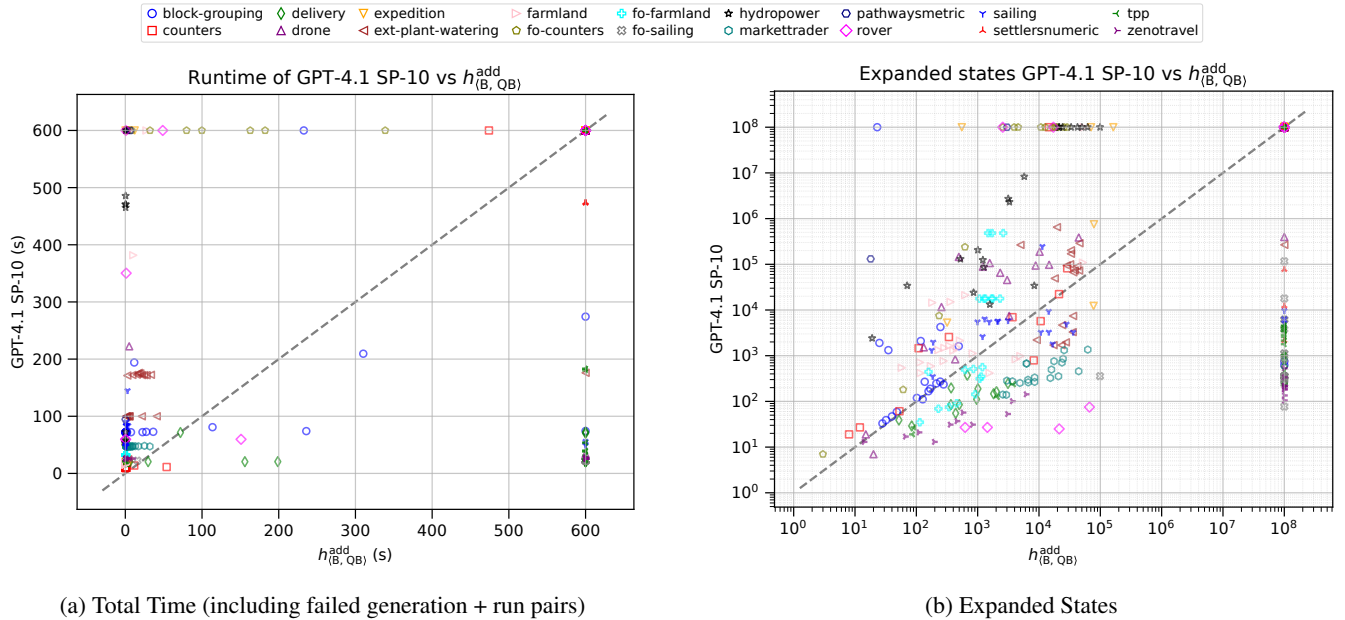 block-grouping delivery expedition farmland fo-farmland hydropower pathwaysmetric sailing tpp
counters drone ext-plant-watering fo-counters fo-sailing markettrader rover settlersnumeric zenotravel
Runtime of GPT-4.1 SP-10 vs h^add_⟨B, QB⟩
GPT-4.1 SP-10 (s)
600
500
400
300
200
100
0
0 100 200 300 400 500 600
h^add_⟨B, QB⟩ (s)
(a) Total Time (including failed generation + run pairs)
Expanded states GPT-4.1 SP-10 vs h^add_⟨B, QB⟩
GPT-4.1 SP-10
10^8
10^7
10^6
10^5
10^4
10^3
10^2
10^1
10^0
10^0 10^1 10^2 10^3 10^4 10^5 10^6 10^7 10^8
h^add_⟨B, QB⟩
(b) Expanded States